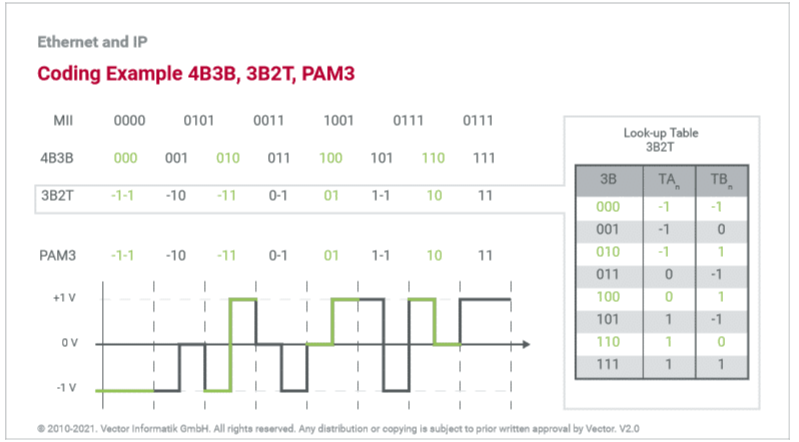 Ethernet and IP
Coding Example 4B3B, 3B2T, PAM3
MII 0000 0101 0011 1001 0111 0111
4B3B 000 001 010 011 100 101 110 111
3B2T -1-1 -10 -11 0-1 01 1-1 10 11
PAM3 -1-1 -10 -11 0-1 01 1-1 10 11
+1 V
0 V
-1 V
Look-up Table
3B2T
3B TAn TBn
000 -1 -1
001 -1 0
010 -1 1
011 0 -1
100 0 1
101 1 -1
110 1 0
111 1 1
© 2010-2021. Vector Informatik GmbH. All rights reserved. Any distribution or copying is subject to prior written approval by Vector. V2.0